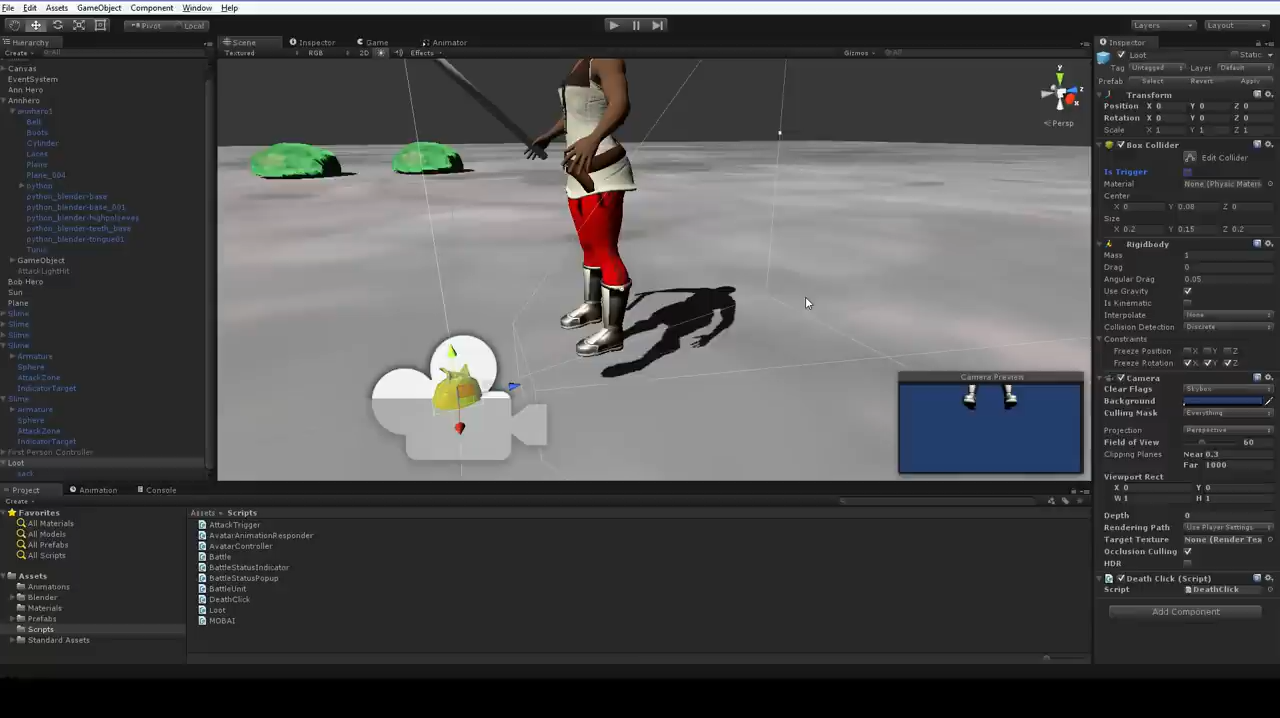 File Edit Assets GameObject Component Window Help
Pivot Local Layers Layout
Hierarchy
Create All
Canvas
EventSystem
Ann Hero
Annhero
annhero1
Belt
Boots
Cylinder
Laces
Plane
Plane_004
python
python_blender-base
python_blender-base_001
python_blender-highpolyeyes
python_blender-teeth_base
python_blender-tongue01
Tunic
GameObject
AttackLightHit
Bob Hero
Sun
Plane
Slime
Slime
Slime
Slime
Armature
Sphere
AttackZone
IndicatorTarget
Slime
Armature
Sphere
AttackZone
IndicatorTarget
First Person Controller
Loot
sack
Scene Inspector Game Animator
Textured RGB 2D Effects Gizmos All
y
z
x
Persp
Camera Preview
Inspector
Loot Static
Tag Untagged Layer Default
Prefab Select Revert Apply
Transform
Position X 0 Y 0 Z 0
Rotation X 0 Y 0 Z 0
Scale X 1 Y 1 Z 1
Box Collider
Edit Collider
Is Trigger
Material None (Physic Materi
Center
X 0 Y 0.08 Z 0
Size
X 0.2 Y 0.15 Z 0.2
Rigidbody
Mass 1
Drag 0
Angular Drag 0.05
Use Gravity
Is Kinematic
Interpolate None
Collision Detection Discrete
Constraints
Freeze Position X Y Z
Freeze Rotation X Y Z
Camera
Clear Flags Skybox
Background
Culling Mask Everything
Projection Perspective
Field of View 60
Clipping Planes Near 0.3
Far 1000
Viewport Rect
X 0 Y 0
W 1 H 1
Depth 0
Rendering Path Use Player Settings
Target Texture None (Render Tex
Occlusion Culling
HDR
Death Click (Script)
Script DeathClick
Add Component
Project Animation Console
Create
Favorites
All Materials
All Models
All Prefabs
All Scripts
Assets
Animations
Blender
Materials
Prefabs
Scripts
Standard Assets
Assets Scripts
AttackTrigger
AvatarAnimationResponder
AvatarController
Battle
BattleStatusIndicator
BattleStatusPopup
BattleUnit
DeathClick
Loot
MOBAI